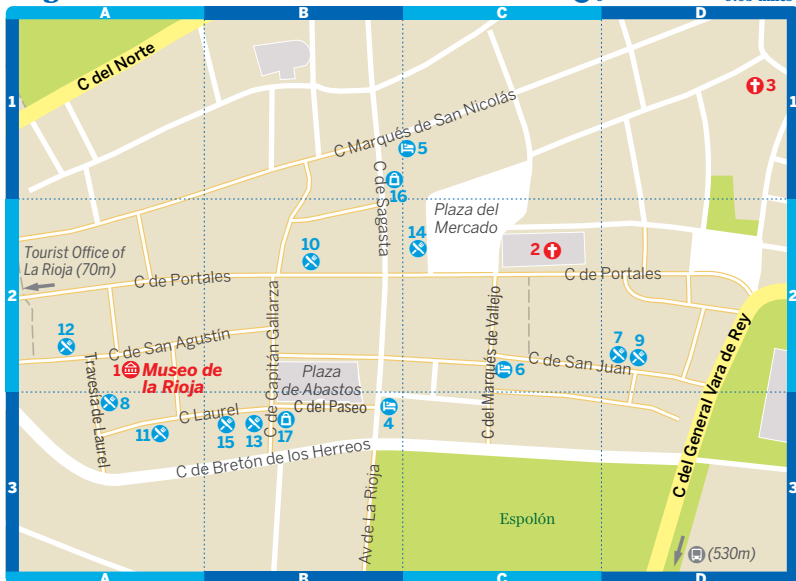 A
B
C
D
1
2
3
1
2
3
C del Norte
3
C Marqués de San Nicolás
5
16
C de Sagasta
Plaza del
Mercado
14
10
2
Tourist Office of
La Rioja (70m)
C de Portales
C de Portales
12
C de San Agustín
C de Capitán Gallarza
C del Marqués de Vallejo
7
9
1
Museo de
la Rioja
Plaza
de Abastos
6
C de San Juan
C del General Vara de Rey
Travesía de Laurel
8
C Laurel
C del Paseo
4
11
15
13
17
C de Bretón de los Herreos
Av de La Rioja
Espolón
(530m)
A
B
C
D